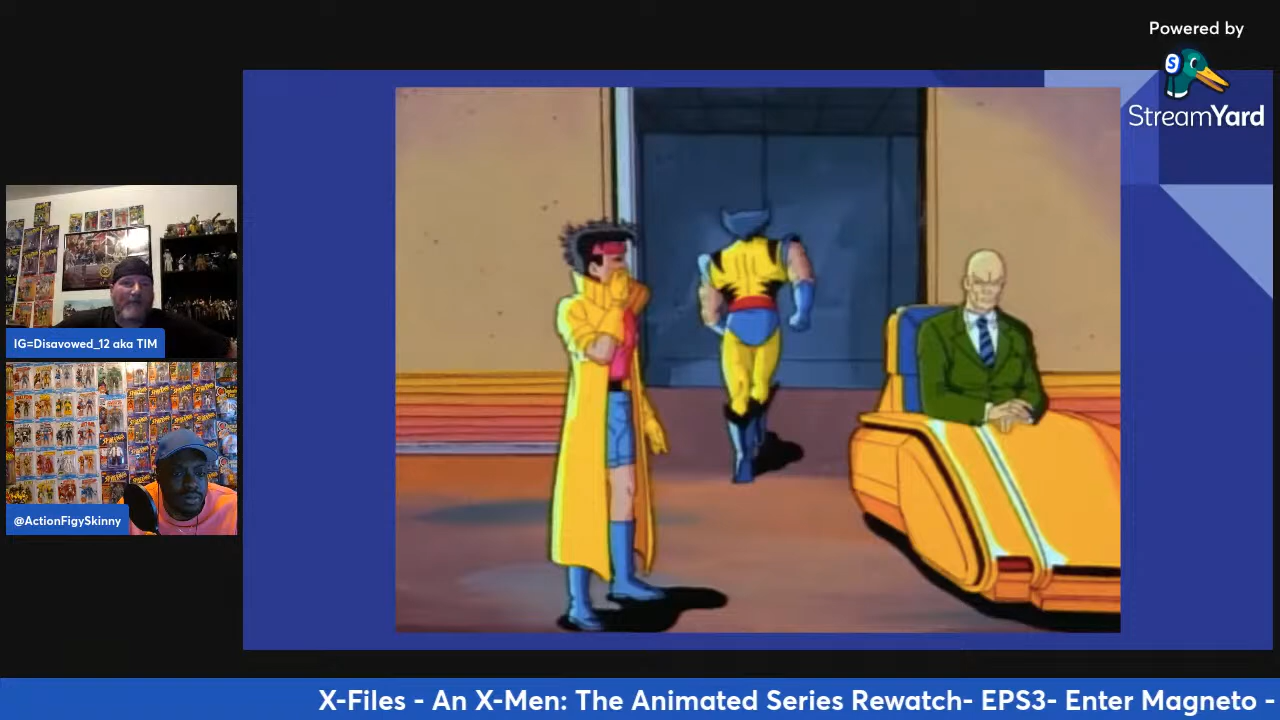 Powered by
S
StreamYard
IG=Disavowed_12 aka TIM
@ActionFigySkinny
X-Files - An X-Men: The Animated Series Rewatch- EPS3- Enter Magneto -